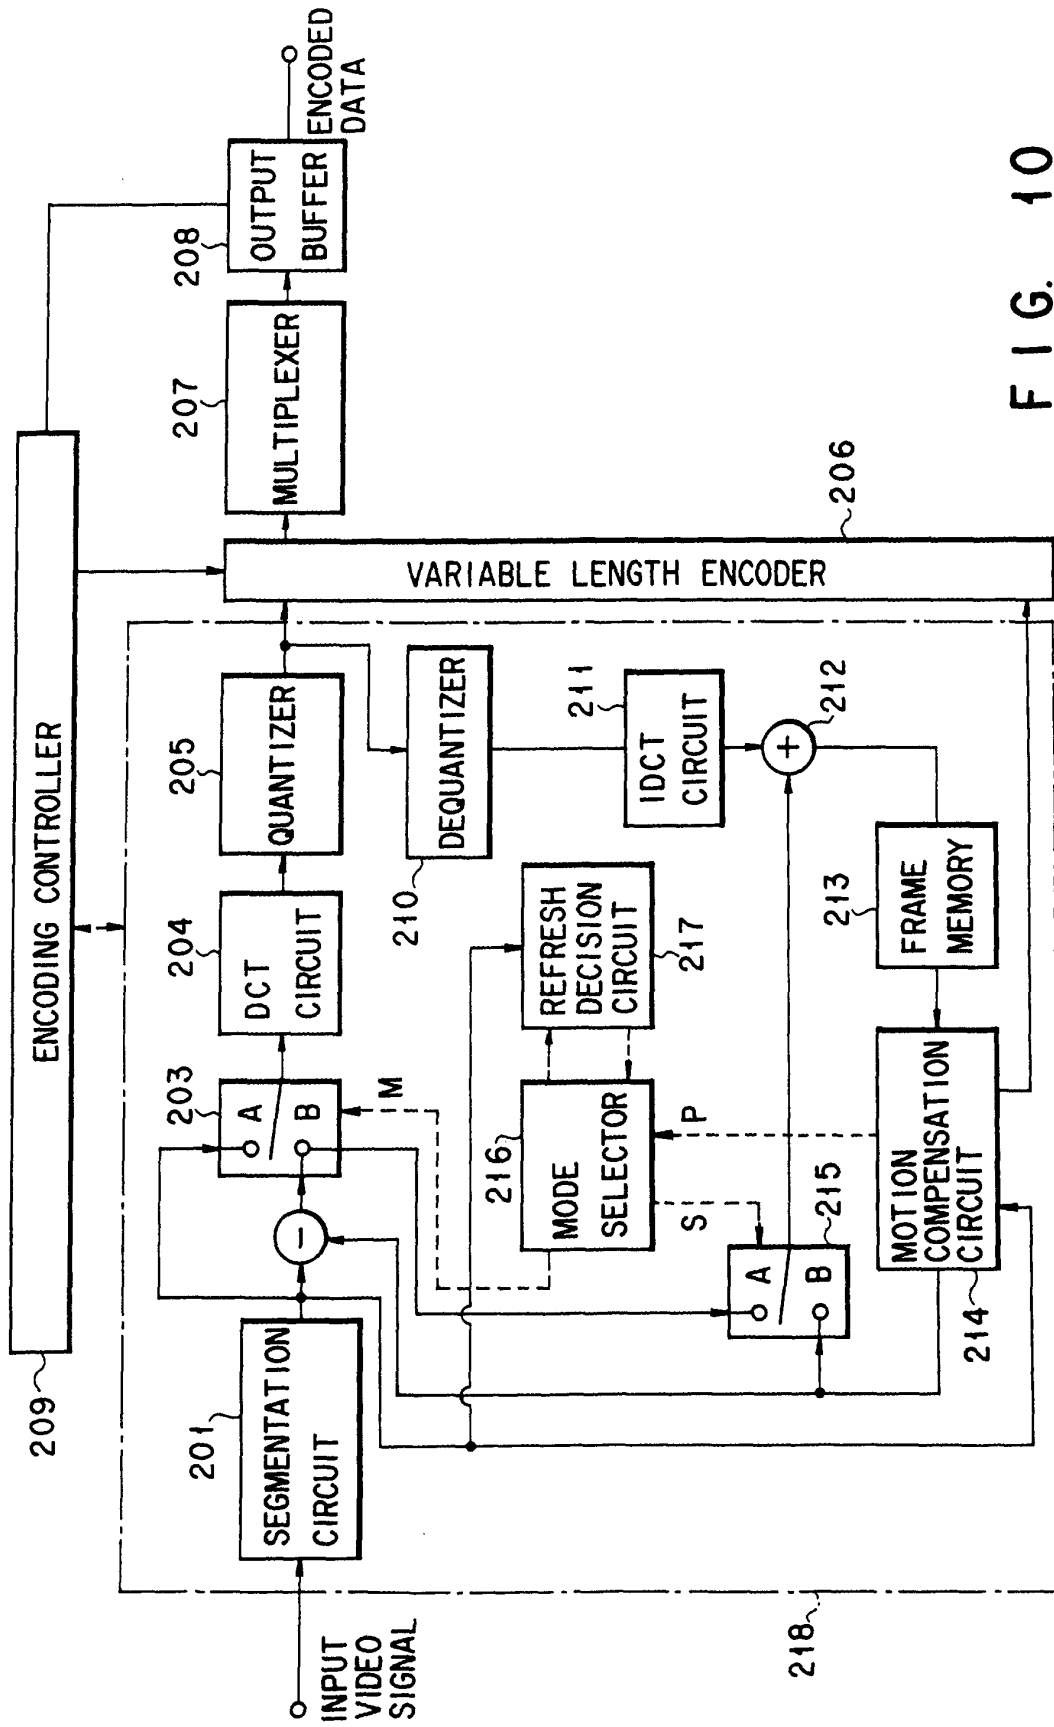 209
ENCODING CONTROLLER
INPUT
VIDEO
SIGNAL
201
SEGMENTATION
CIRCUIT
−
203
A
B
204
DCT
CIRCUIT
205
QUANTIZER
207
MULTIPLEXER
208
OUTPUT
BUFFER
ENCODED
DATA
M
210
DEQUANTIZER
VARIABLE LENGTH ENCODER
206
216
MODE
SELECTOR
REFRESH
DECISION
CIRCUIT
217
211
IDCT
CIRCUIT
S
P
A
B
215
+
212
214
MOTION
COMPENSATION
CIRCUIT
213
FRAME
MEMORY
218
FIG. 10